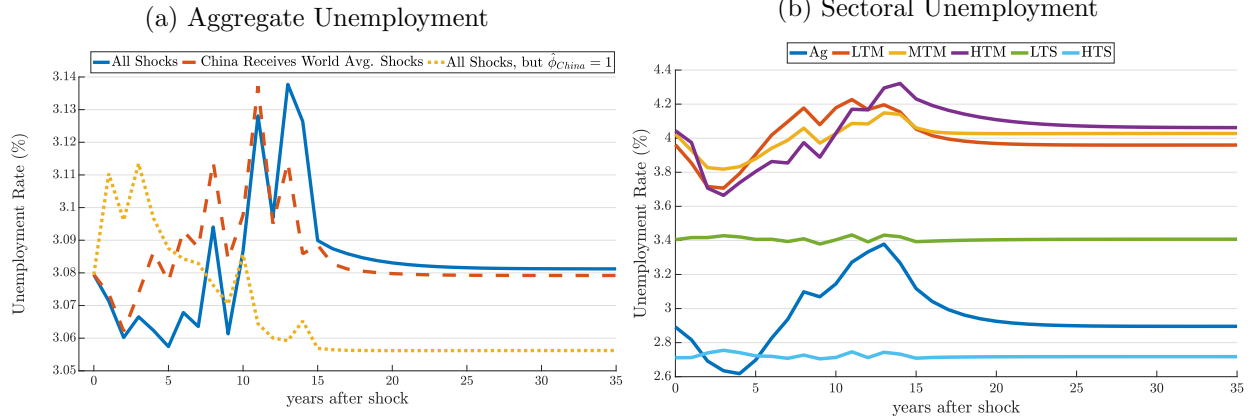 (a) Aggregate Unemployment
All Shocks China Receives World Avg. Shocks All Shocks, but φ̂China = 1
3.14
3.13
3.12
3.11
3.1
3.09
3.08
3.07
3.06
3.05
Unemployment Rate (%)
0 5 10 15 20 25 30 35
years after shock
(b) Sectoral Unemployment
Ag LTM MTM HTM LTS HTS
4.4
4.2
4
3.8
3.6
3.4
3.2
3
2.8
2.6
Unemploment Rate (%)
0 5 10 15 20 25 30 35
years after shock